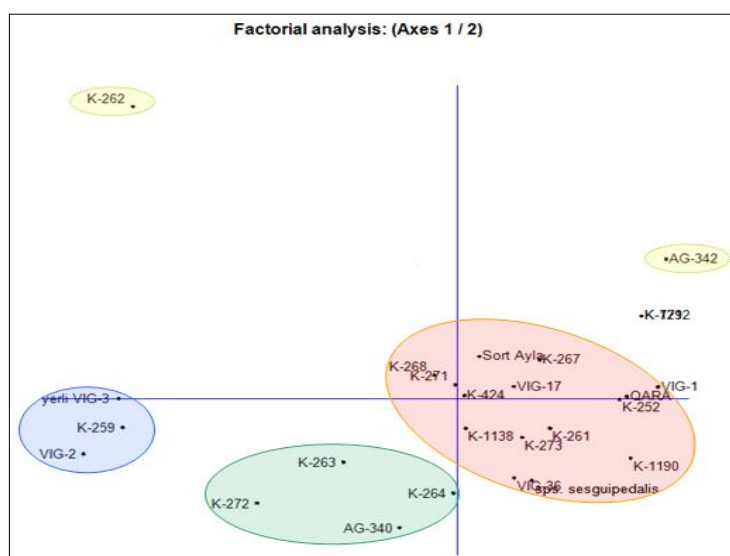 Factorial analysis: (Axes 1 / 2)
K-262
AG-342
Sort Ayla
K-267
K-268
K-271
VIG-17
VIG-1
yerli VIG-3
K-424
QARA
K-252
K-259
K-1138
K-261
K-273
VIG-2
K-263
K-1190
K-272
K-264
VIG-36
sps. sesguipedalis
AG-340